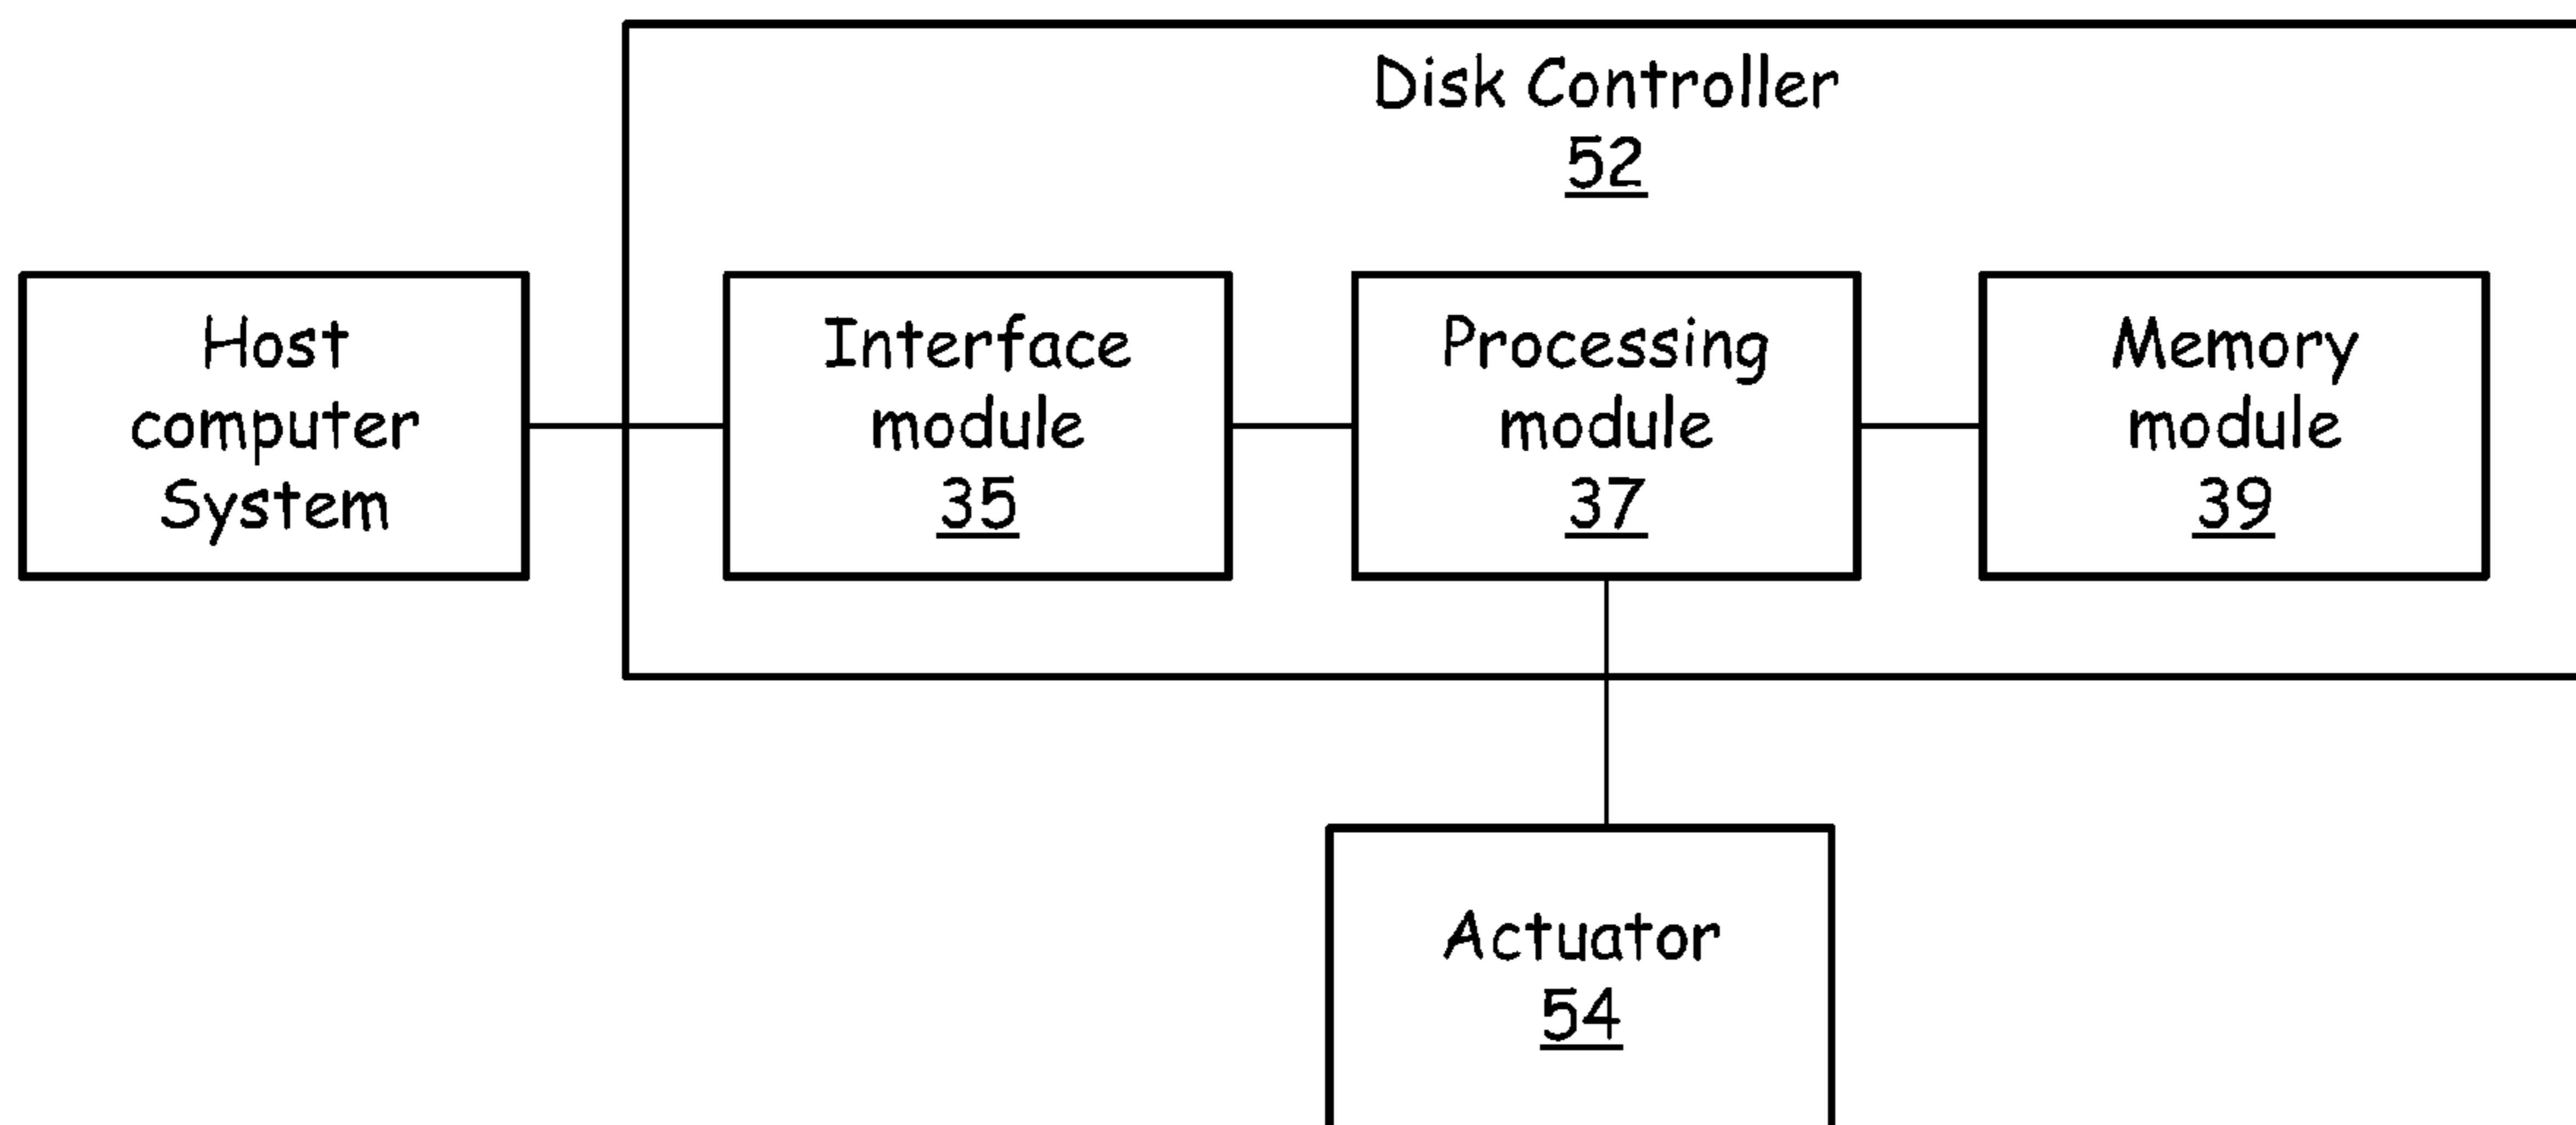 Disk Controller
52
Host
computer
System
Interface
module
35
Processing
module
37
Memory
module
39
Actuator
54